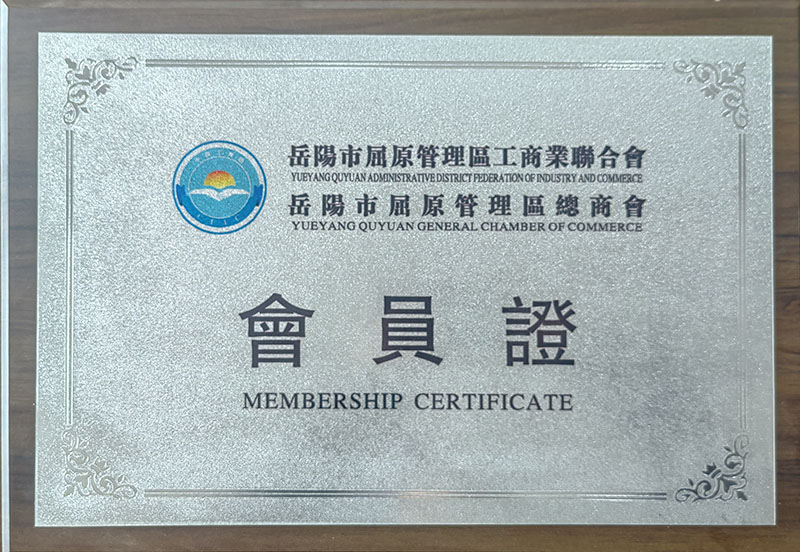 岳陽市屈原管理區工商業聯合會
YUEYANG QUYUAN ADMINISTRATIVE DISTRICT FEDERATION OF INDUSTRY AND COMMERCE
岳陽市屈原管理區總商會
YUEYANG QUYUAN GENERAL CHAMBER OF COMMERCE
會員證
MEMBERSHIP CERTIFICATE